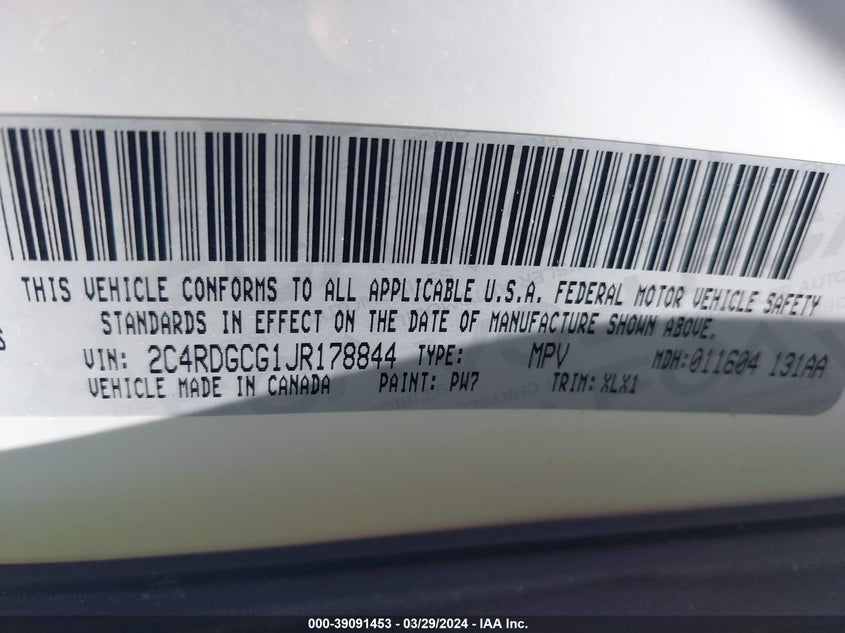 THIS VEHICLE CONFORMS TO ALL APPLICABLE U.S.A. FEDERAL MOTOR VEHICLE SAFETY
STANDARDS IN EFFECT ON THE DATE OF MANUFACTURE SHOWN ABOVE.
VIN: 2C4RDGCG1JR178844 TYPE: MPV MDH:011604 131AA
VEHICLE MADE IN CANADA PAINT: PW7 TRIM: XLX1
000-39091453 — 03/29/2024 — IAA Inc.